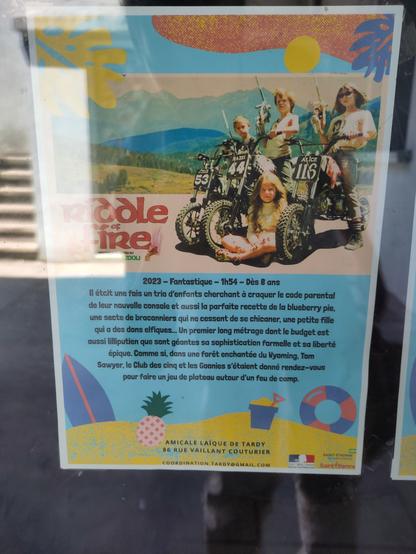 Riddle
of
Fire
2023 – Fantastique – 1h54 – Dès 8 ans
Il était une fois un trio d'enfants cherchant à craquer le code parental
de leur nouvelle console et aussi la parfaite recette de la blueberry pie,
une secte de braconniers qui ne cessent de se chicaner, une petite fille
qui a des dons elfiques... Un premier long métrage dont le budget est
aussi lilliputien que sont géantes sa sophistication formelle et sa liberté
épique. Comme si, dans une forêt enchantée du Wyoming, Tom
Sawyer, le Club des cinq et les Goonies s'étaient donné rendez-vous
pour faire un jeu de plateau autour d'un feu de camp.
AMICALE LAÏQUE DE TARDY
86 RUE VAILLANT COUTURIER
COORDINATION.TARDY@GMAIL.COM
ALICE
44
116
Saint-Étienne